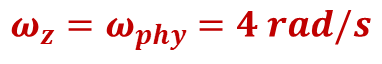 ω_z = ω_phy = 4 rad/s